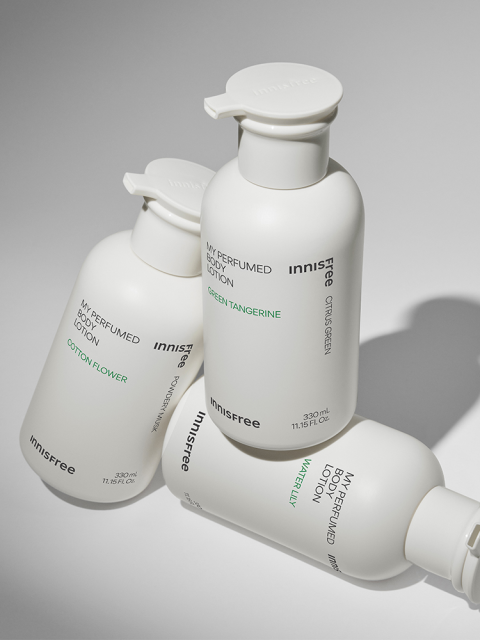 innisfree
MY PERFUMED
BODY
LOTION
GREEN TANGERINE
INNISFree
CITRUS GREEN
INNISFree
330 mL
11.15 Fl. Oz.
MY PERFUMED
BODY
LOTION
COTTON FLOWER
INNISFree
POWDERY MUSK
INNISFree
330 mL
11.15 Fl. Oz.
INNISFree
MY PERFUMED
BODY
LOTION
WATER LILY